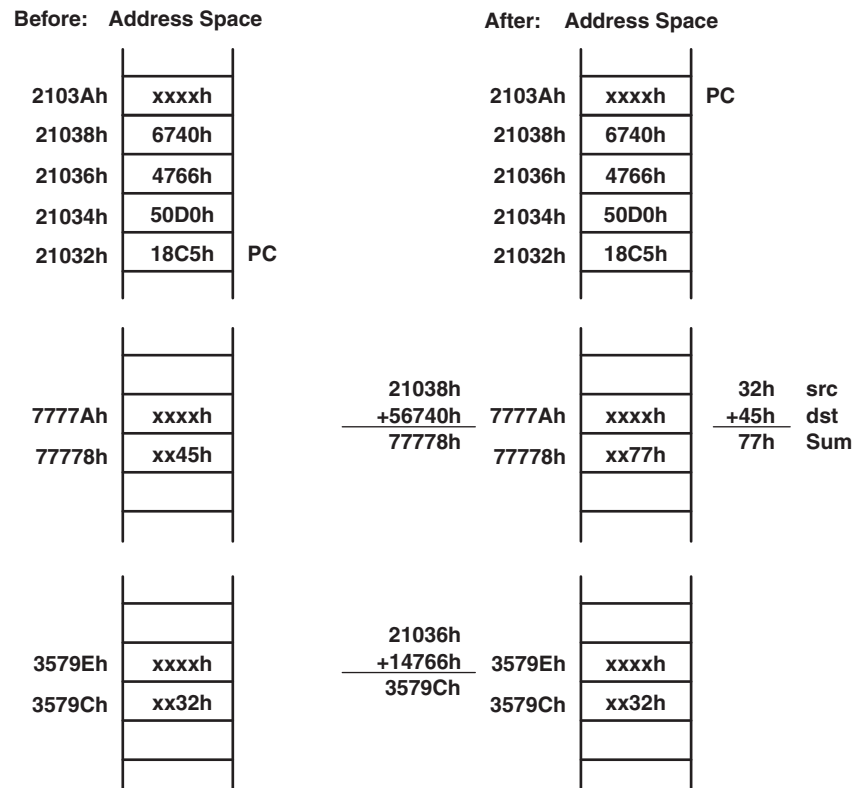 Before: Address Space
After: Address Space
2103Ah xxxxh
2103Ah xxxxh PC
21038h 6740h
21038h 6740h
21036h 4766h
21036h 4766h
21034h 50D0h
21034h 50D0h
21032h 18C5h PC
21032h 18C5h
7777Ah xxxxh
77778h xx45h
21038h
+56740h
77778h
7777Ah xxxxh
77778h xx77h
32h src
+45h dst
77h Sum
3579Eh xxxxh
3579Ch xx32h
21036h
+14766h
3579Ch
3579Eh xxxxh
3579Ch xx32h